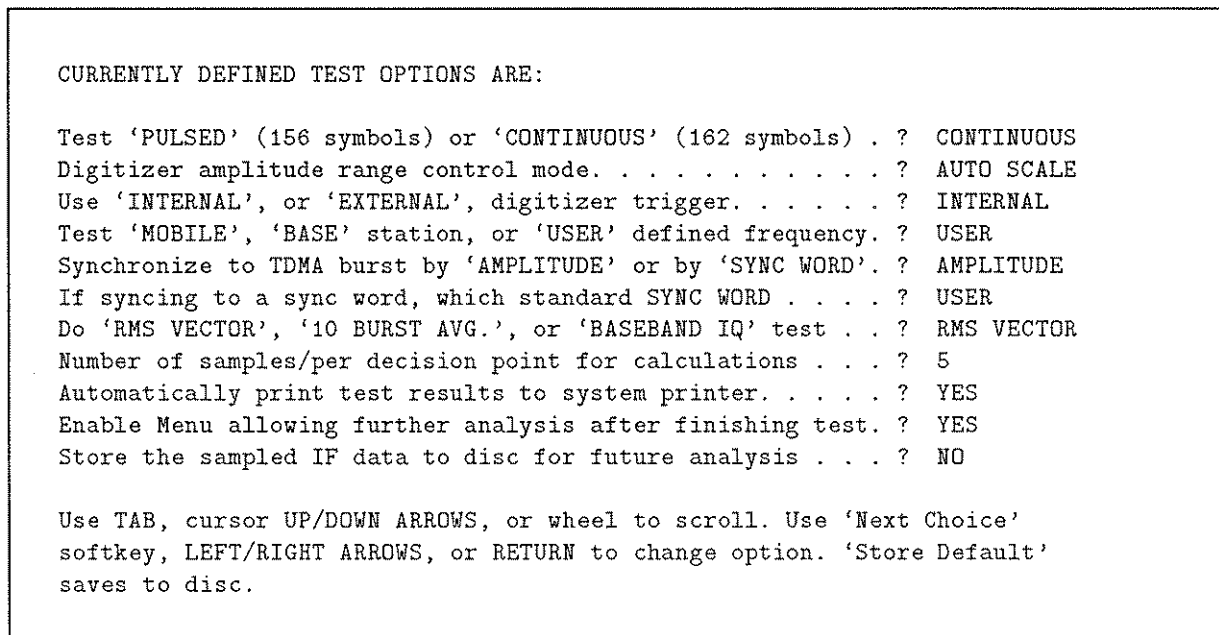 CURRENTLY DEFINED TEST OPTIONS ARE:
Test ‘PULSED’ (156 symbols) or ‘CONTINUOUS’ (162 symbols) . ? CONTINUOUS
Digitizer amplitude range control mode. . . . . . . . . . . ? AUTO SCALE
Use ‘INTERNAL’, or ‘EXTERNAL’, digitizer trigger. . . . . . ? INTERNAL
Test ‘MOBILE’, ‘BASE’ station, or ‘USER’ defined frequency. ? USER
Synchronize to TDMA burst by ‘AMPLITUDE’ or by ‘SYNC WORD’. ? AMPLITUDE
If syncing to a sync word, which standard SYNC WORD . . . . ? USER
Do ‘RMS VECTOR’, ‘10 BURST AVG.’, or ‘BASEBAND IQ’ test . . ? RMS VECTOR
Number of samples/per decision point for calculations . . . ? 5
Automatically print test results to system printer. . . . . ? YES
Enable Menu allowing further analysis after finishing test. ? YES
Store the sampled IF data to disc for future analysis . . . ? NO
Use TAB, cursor UP/DOWN ARROWS, or wheel to scroll. Use ‘Next Choice’
softkey, LEFT/RIGHT ARROWS, or RETURN to change option. ‘Store Default’
saves to disc.